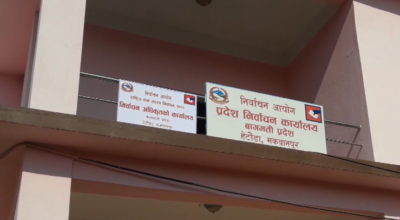 निर्वाचन आयोग
निर्वाचन अधिकृतको कार्यालय
निर्वाचन आयोग
प्रदेश निर्वाचन कार्यालय
बागमती प्रदेश
हेटौंडा, मकवानपुर